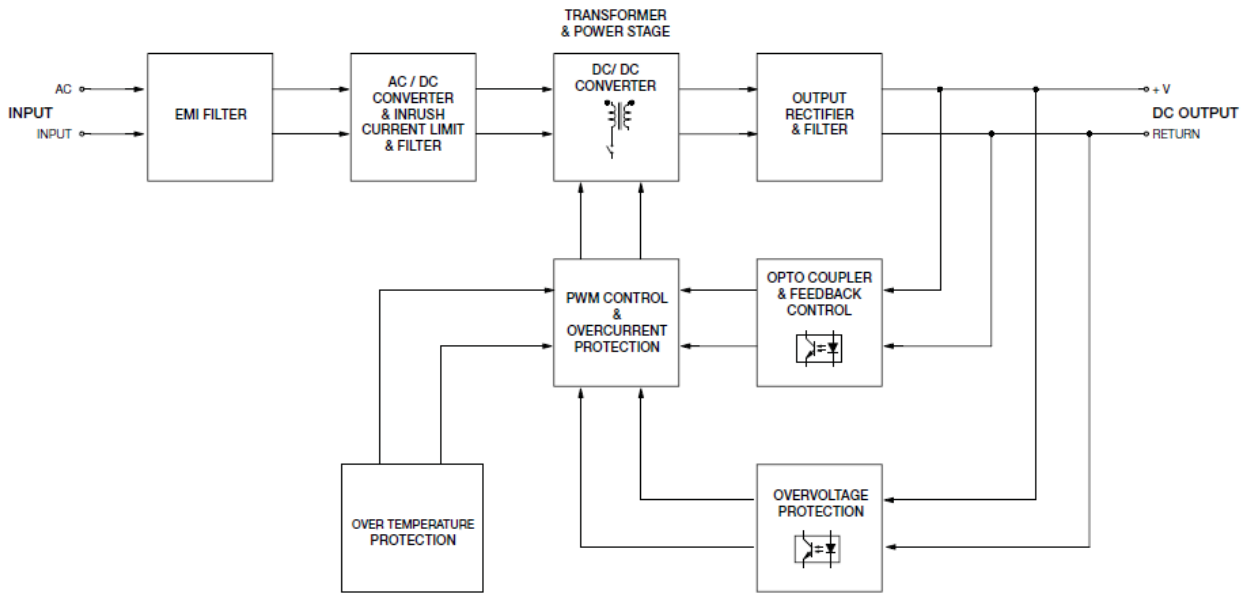 TRANSFORMER
& POWER STAGE
AC
INPUT
INPUT
EMI FILTER
AC / DC
CONVERTER
& INRUSH
CURRENT LIMIT
& FILTER
DC/ DC
CONVERTER
OUTPUT
RECTIFIER
& FILTER
+ V
DC OUTPUT
RETURN
PWM CONTROL
&
OVERCURRENT
PROTECTION
OPTO COUPLER
& FEEDBACK
CONTROL
OVER TEMPERATURE
PROTECTION
OVERVOLTAGE
PROTECTION